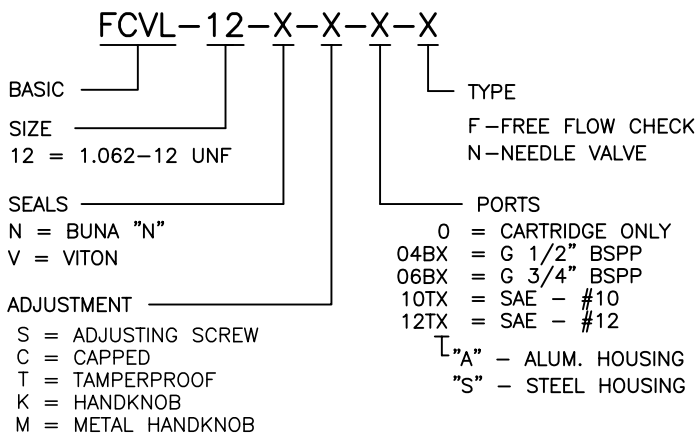 FCVL-12-X-X-X-X
BASIC
SIZE
12 = 1.062-12 UNF
SEALS
N = BUNA "N"
V = VITON
ADJUSTMENT
S = ADJUSTING SCREW
C = CAPPED
T = TAMPERPROOF
K = HANDKNOB
M = METAL HANDKNOB
TYPE
F-FREE FLOW CHECK
N-NEEDLE VALVE
PORTS
0 = CARTRIDGE ONLY
04BX = G 1/2" BSPP
06BX = G 3/4" BSPP
10TX = SAE - #10
12TX = SAE - #12
"A" - ALUM. HOUSING
"S" - STEEL HOUSING